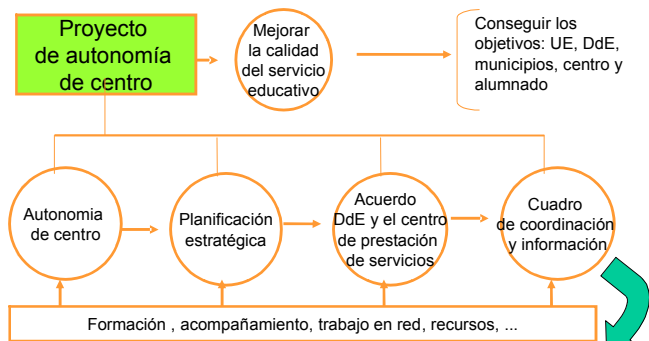 Proyecto
de autonomía
de centro
Mejorar
la calidad
del servicio
educativo
Conseguir los
objetivos: UE, DdE,
municipios, centro y
alumnado
Autonomia
de centro
Planificación
estratégica
Acuerdo
DdE y el centro
de prestación
de servicios
Cuadro
de coordinación
y información
Formación , acompañamiento, trabajo en red, recursos, ...